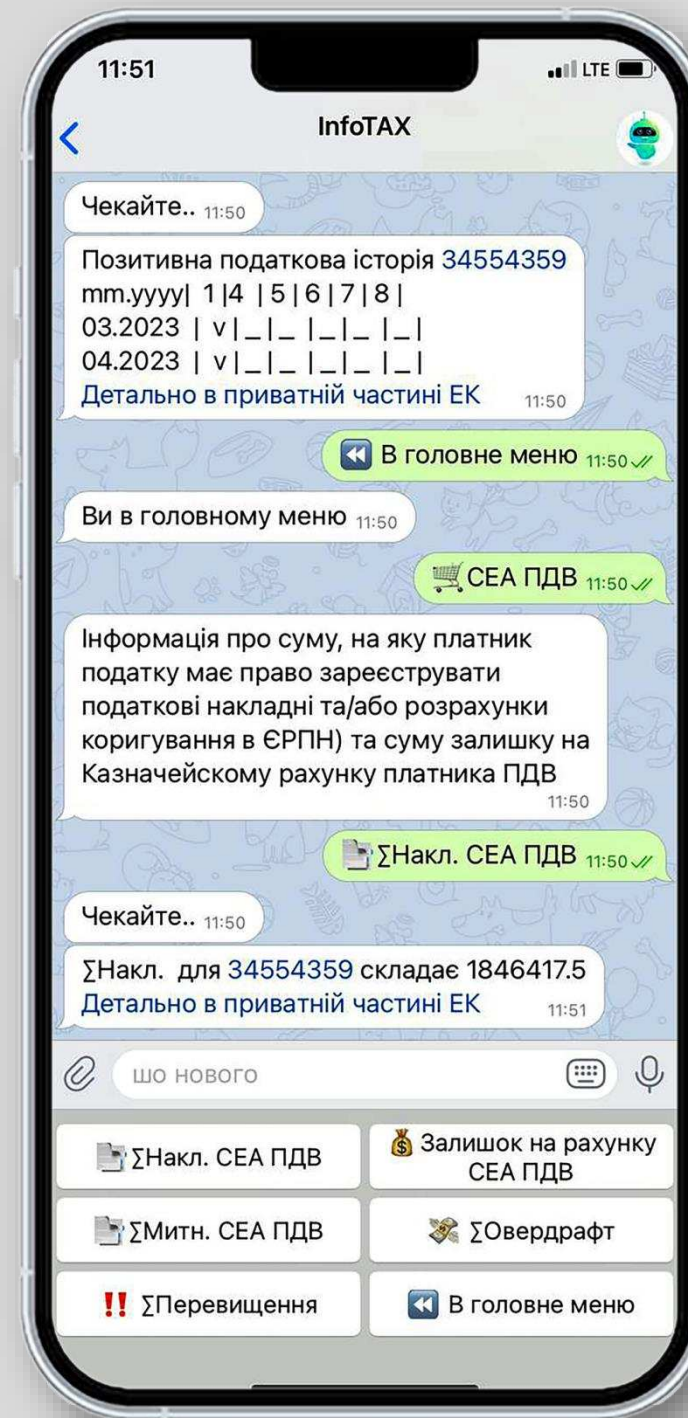 11:51
LTE
InfoTAX
Чекайте.. 11:50
Позитивна податкова історія 34554359
mm.yyyy| 1 |4 | 5 | 6 | 7 | 8 |
03.2023 | v | _ | _ | _ | _ | _ |
04.2023 | v | _ | _ | _ | _ | _ |
Детально в приватній частині ЕК 11:50
В головне меню 11:50
Ви в головному меню 11:50
СЕА ПДВ 11:50
Інформація про суму, на яку платник
податку має право зареєструвати
податкові накладні та/або розрахунки
коригування в ЄРПН) та суму залишку на
Казначейскому рахунку платника ПДВ
11:50
∑Накл. СЕА ПДВ 11:50
Чекайте.. 11:50
∑Накл. для 34554359 складає 1846417.5
Детально в приватній частині ЕК 11:51
шо нового
∑Накл. СЕА ПДВ
Залишок на рахунку
СЕА ПДВ
∑Митн. СЕА ПДВ
∑Овердрафт
‼ ∑Перевищення
В головне меню